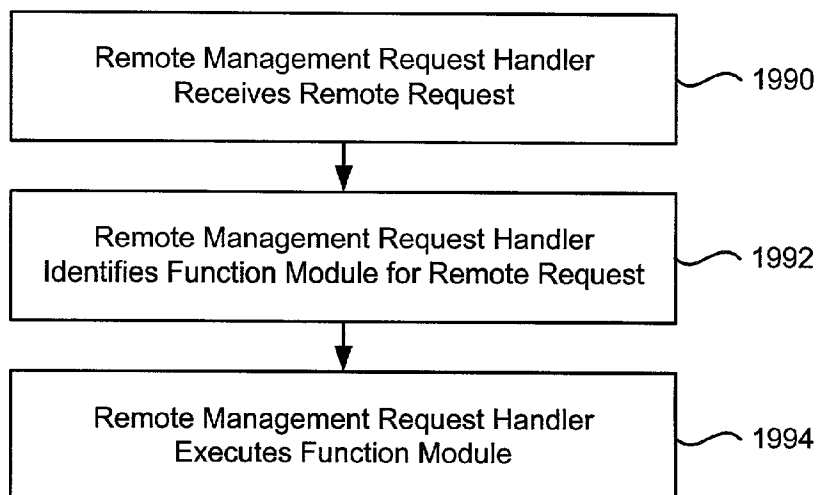 Remote Management Request Handler
Receives Remote Request
1990
Remote Management Request Handler
Identifies Function Module for Remote Request
1992
Remote Management Request Handler
Executes Function Module
1994